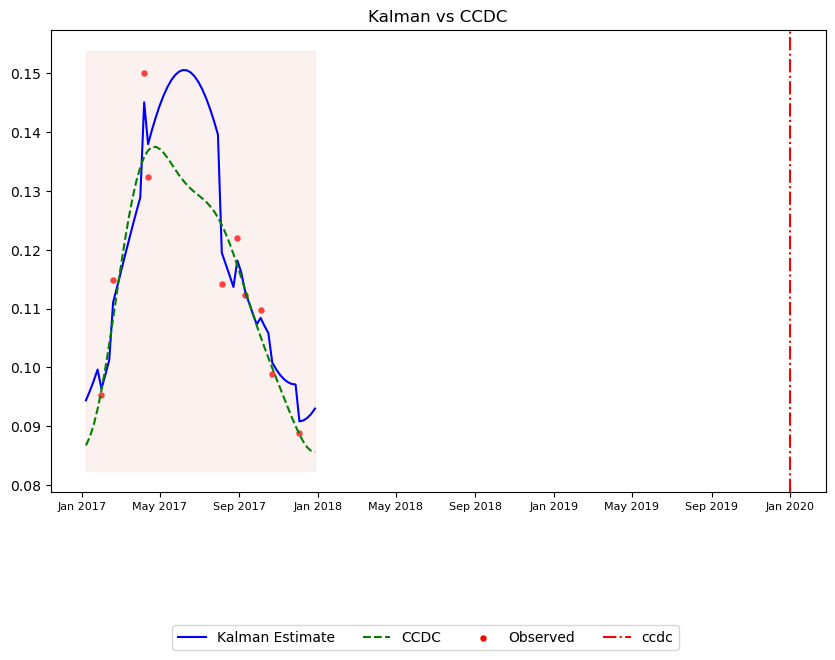 Kalman vs CCDC
0.15
0.14
0.13
0.12
0.11
0.10
0.09
0.08
Jan 2017 May 2017 Sep 2017 Jan 2018 May 2018 Sep 2018 Jan 2019 May 2019 Sep 2019 Jan 2020
Kalman Estimate CCDC Observed ccdc